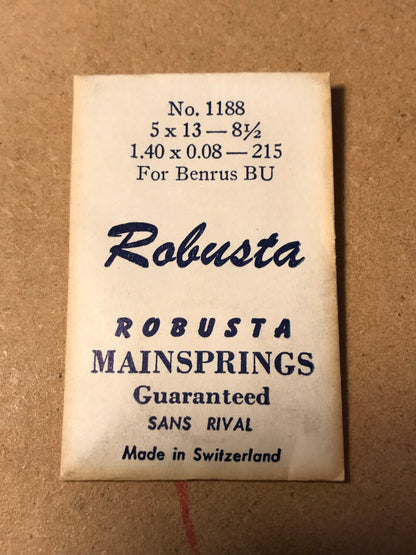 No. 1188
5 x 13 — 8½
1.40 x 0.08 — 215
For Benrus BU
Robusta
ROBUSTA
MAINSPRINGS
Guaranteed
SANS RIVAL
Made in Switzerland